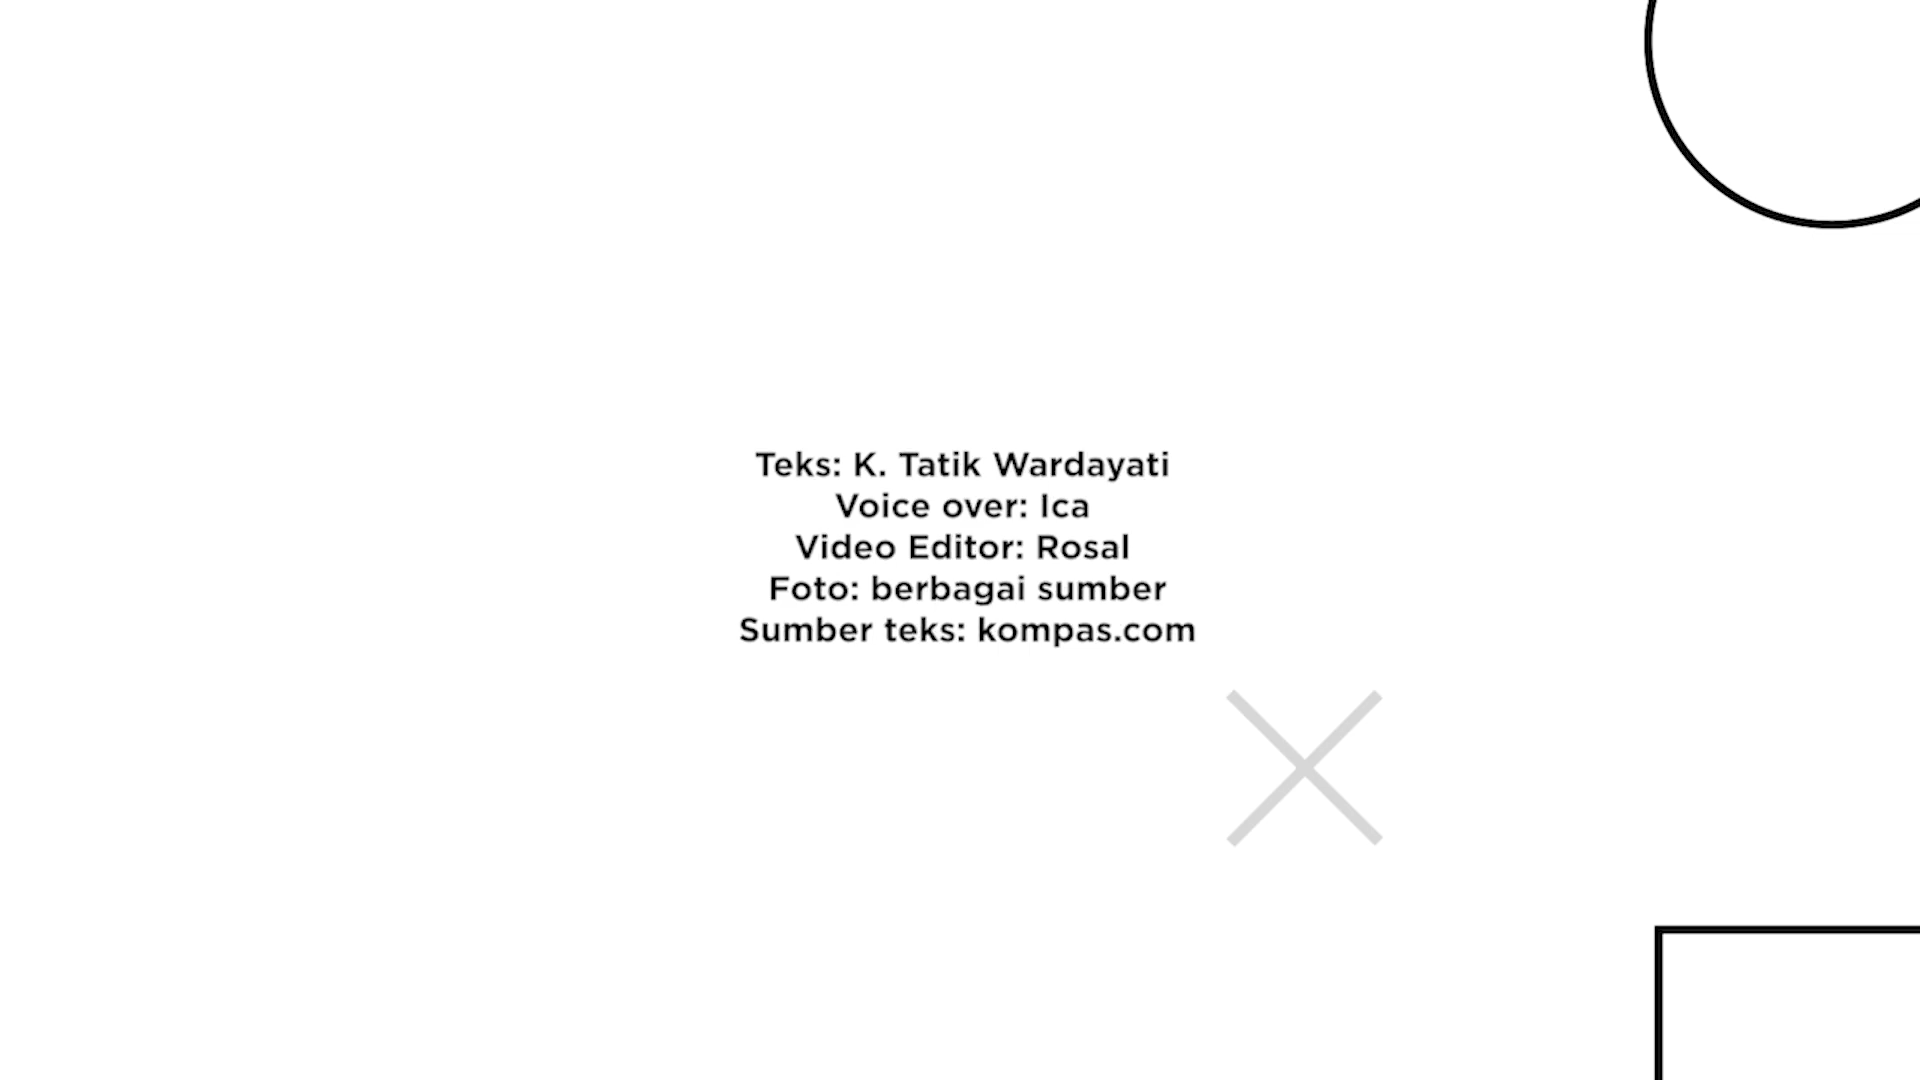 Teks: K. Tatik Wardayati
Voice over: Ica
Video Editor: Rosal
Foto: berbagai sumber
Sumber teks: kompas.com